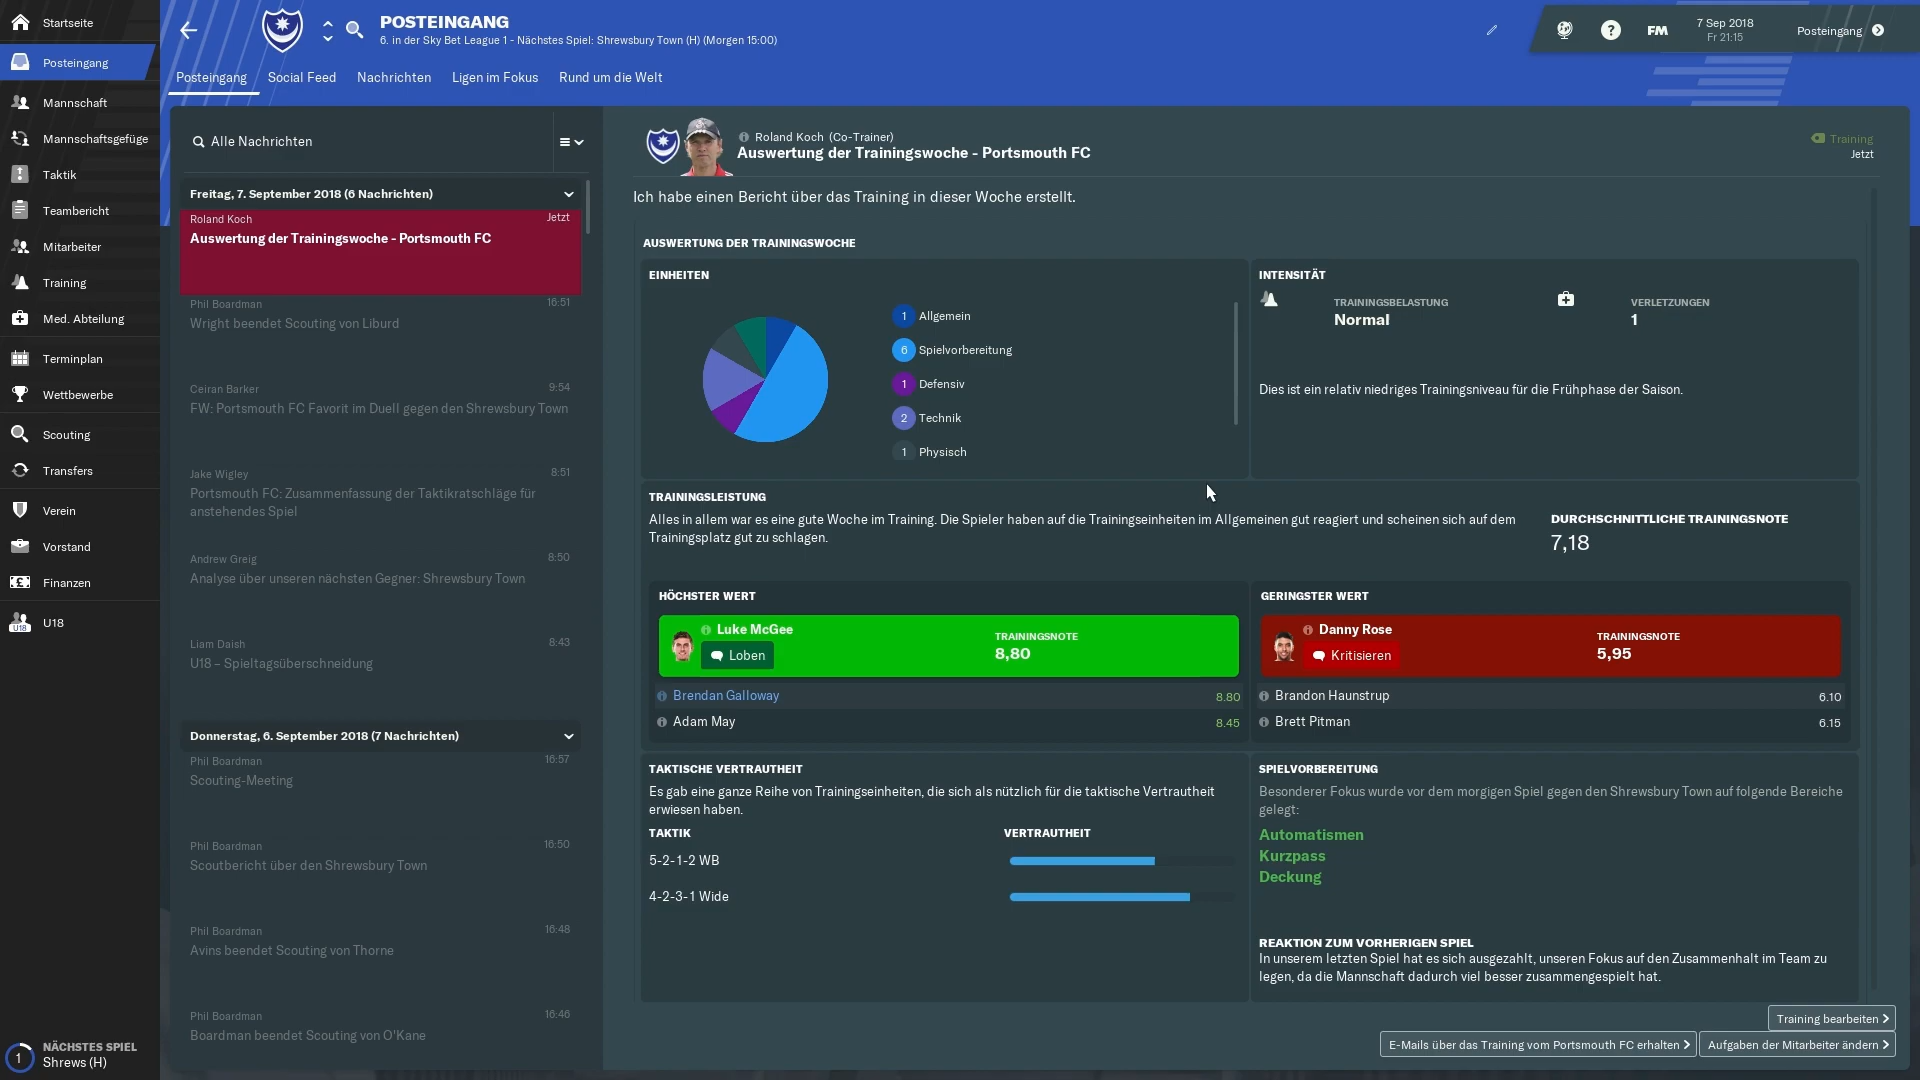 Startseite
Posteingang
Mannschaft
Mannschaftsgefüge
Taktik
Teambericht
Mitarbeiter
Training
Med. Abteilung
Terminplan
Wettbewerbe
Scouting
Transfers
Verein
Vorstand
Finanzen
U18
U18
1
NÄCHSTES SPIEL
Shrews (H)
POSTEINGANG
6. in der Sky Bet League 1 - Nächstes Spiel: Shrewsbury Town (H) (Morgen 15:00)
?
FM
7 Sep 2018
Fr 21:15
Posteingang
Posteingang
Social Feed
Nachrichten
Ligen im Fokus
Rund um die Welt
Alle Nachrichten
Freitag, 7. September 2018 (6 Nachrichten)
Roland Koch
Jetzt
Auswertung der Trainingswoche - Portsmouth FC
Phil Boardman
16:51
Wright beendet Scouting von Liburd
Ceiran Barker
9:54
FW: Portsmouth FC Favorit im Duell gegen den Shrewsbury Town
Jake Wigley
8:51
Portsmouth FC: Zusammenfassung der Taktikratschläge für
anstehendes Spiel
Andrew Greig
8:50
Analyse über unseren nächsten Gegner: Shrewsbury Town
Liam Daish
8:43
U18 – Spieltagsüberschneidung
Donnerstag, 6. September 2018 (7 Nachrichten)
Phil Boardman
16:57
Scouting-Meeting
Phil Boardman
16:50
Scoutbericht über den Shrewsbury Town
Phil Boardman
16:48
Avins beendet Scouting von Thorne
Phil Boardman
16:46
Boardman beendet Scouting von O'Kane
Roland Koch (Co-Trainer)
Auswertung der Trainingswoche - Portsmouth FC
Training
Jetzt
Ich habe einen Bericht über das Training in dieser Woche erstellt.
AUSWERTUNG DER TRAININGSWOCHE
EINHEITEN
1 Allgemein
6 Spielvorbereitung
1 Defensiv
2 Technik
1 Physisch
INTENSITÄT
TRAININGSBELASTUNG
Normal
VERLETZUNGEN
1
Dies ist ein relativ niedriges Trainingsniveau für die Frühphase der Saison.
TRAININGSLEISTUNG
Alles in allem war es eine gute Woche im Training. Die Spieler haben auf die Trainingseinheiten im Allgemeinen gut reagiert und scheinen sich auf dem
Trainingsplatz gut zu schlagen.
DURCHSCHNITTLICHE TRAININGSNOTE
7,18
HÖCHSTER WERT
Luke McGee
Loben
TRAININGSNOTE
8,80
Brendan Galloway
8.80
Adam May
8.45
GERINGSTER WERT
Danny Rose
Kritisieren
TRAININGSNOTE
5,95
Brandon Haunstrup
6.10
Brett Pitman
6.15
TAKTISCHE VERTRAUTHEIT
Es gab eine ganze Reihe von Trainingseinheiten, die sich als nützlich für die taktische Vertrautheit
erwiesen haben.
TAKTIK
VERTRAUTHEIT
5-2-1-2 WB
4-2-3-1 Wide
SPIELVORBEREITUNG
Besonderer Fokus wurde vor dem morgigen Spiel gegen den Shrewsbury Town auf folgende Bereiche
gelegt:
Automatismen
Kurzpass
Deckung
REAKTION ZUM VORHERIGEN SPIEL
In unserem letzten Spiel hat es sich ausgezahlt, unseren Fokus auf den Zusammenhalt im Team zu
legen, da die Mannschaft dadurch viel besser zusammengespielt hat.
Training bearbeiten
E-Mails über das Training vom Portsmouth FC erhalten
Aufgaben der Mitarbeiter ändern